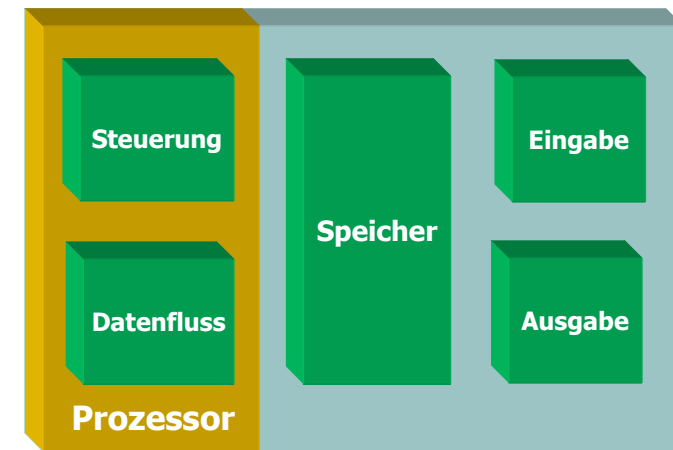 Steuerung
Datenfluss
Prozessor
Speicher
Eingabe
Ausgabe